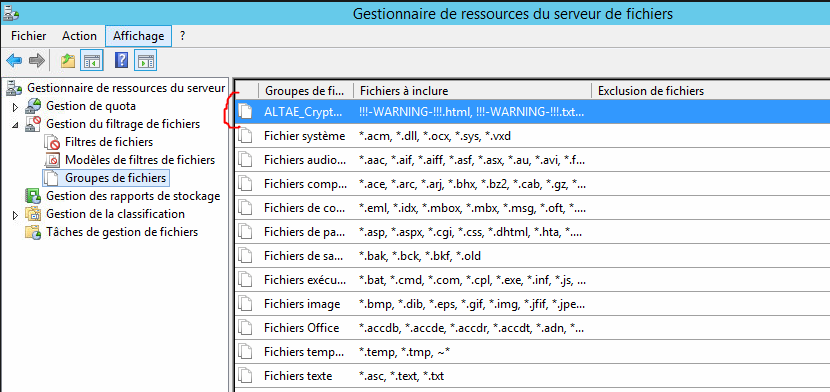 Gestionnaire de ressources du serveur de fichiers
Fichier Action Affichage ?
Gestionnaire de ressources du serveur
Gestion de quota
Gestion du filtrage de fichiers
Filtres de fichiers
Modèles de filtres de fichiers
Groupes de fichiers
Gestion des rapports de stockage
Gestion de la classification
Tâches de gestion de fichiers
Groupes de fi... Fichiers à inclure Exclusion de fichiers
ALTAE_Crypt... !!!-WARNING-!!!.html, !!!-WARNING-!!!.txt...
Fichier système *.acm, *.dll, *.ocx, *.sys, *.vxd
Fichiers audio... *.aac, *.aif, *.aiff, *.asf, *.asx, *.au, *.avi, *.f...
Fichiers comp... *.ace, *.arc, *.arj, *.bhx, *.bz2, *.cab, *.gz, *...
Fichiers de co... *.eml, *.idx, *.mbox, *.mbx, *.msg, *.oft, *....
Fichiers de pa... *.asp, *.aspx, *.cgi, *.css, *.dhtml, *.hta, *....
Fichiers de sa... *.bak, *.bck, *.bkf, *.old
Fichiers exécu... *.bat, *.cmd, *.com, *.cpl, *.exe, *.inf, *.js, ...
Fichiers image *.bmp, *.dib, *.eps, *.gif, *.img, *.jfif, *.jpe...
Fichiers Office *.accdb, *.accde, *.accdr, *.accdt, *.adn, *...
Fichiers temp... *.temp, *.tmp, ~*
Fichiers texte *.asc, *.text, *.txt